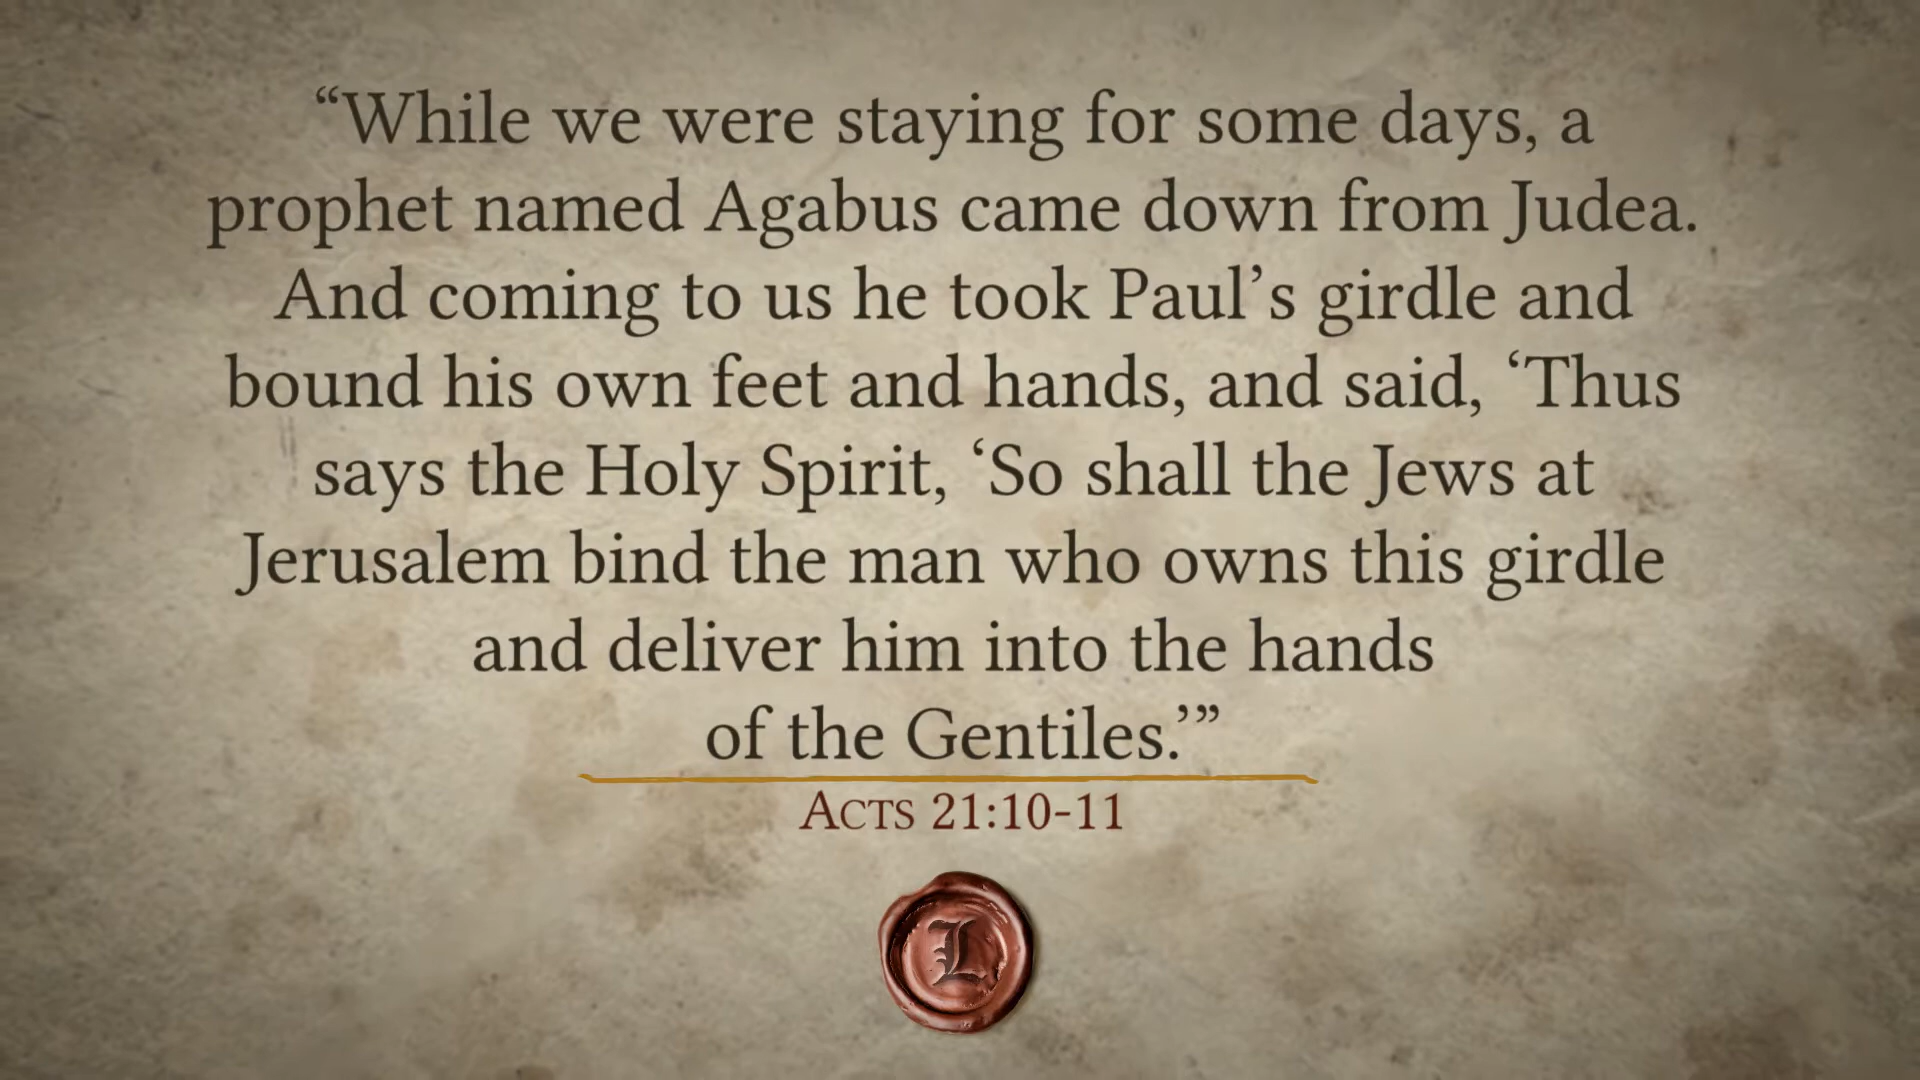 “While we were staying for some days, a
prophet named Agabus came down from Judea.
And coming to us he took Paul’s girdle and
bound his own feet and hands, and said, ‘Thus
says the Holy Spirit, ‘So shall the Jews at
Jerusalem bind the man who owns this girdle
and deliver him into the hands
of the Gentiles.’”
ACTS 21:10-11
L